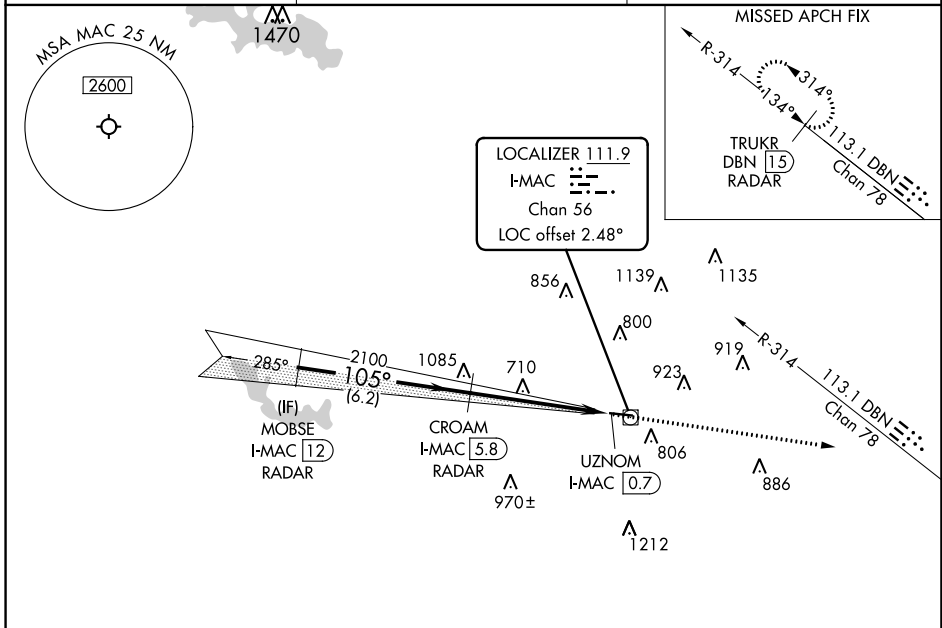 1470
MSA MAC 25 NM
2600
MISSED APCH FIX
R-314
314°
134°
TRUKR
DBN 15
RADAR
113.1 DBN
Chan 78
LOCALIZER 111.9
I-MAC
Chan 56
LOC offset 2.48°
856
1139
1135
800
R-314
919
923
113.1 DBN
Chan 78
285°
2100
105°
(6.2)
1085
710
(IF)
MOBSE
I-MAC 12
RADAR
CROAM
I-MAC 5.8
RADAR
UZNOM
I-MAC 0.7
806
886
970±
1212